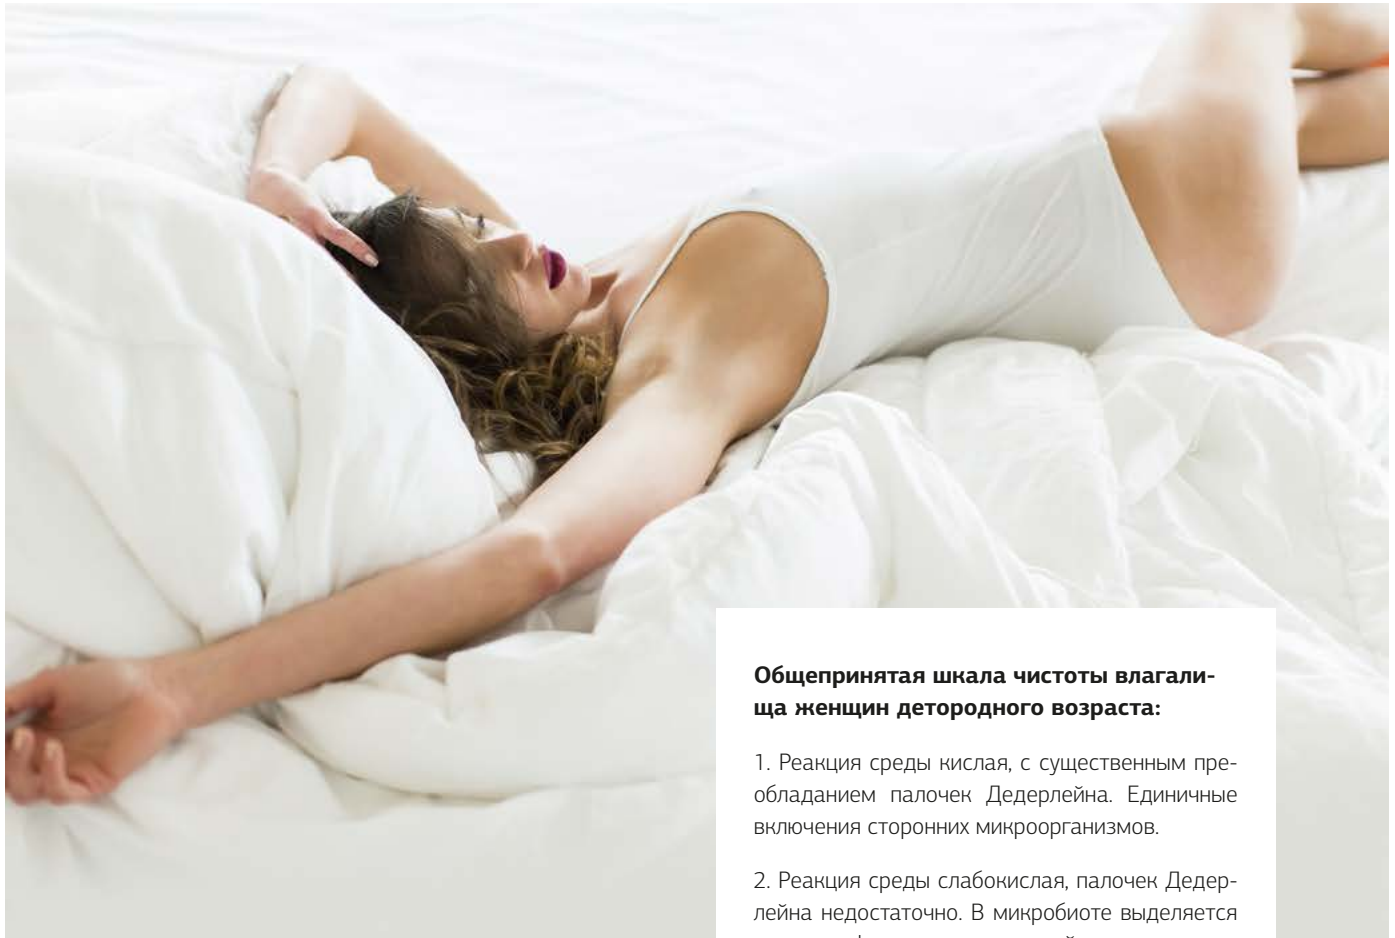 Общепринятая шкала чистоты влагали-
ща женщин детородного возраста:
1. Реакция среды кислая, с существенным пре-
обладанием палочек Дедерлейна. Единичные
включения сторонних микроорганизмов.
2. Реакция среды слабокислая, палочек Дедер-
лейна недостаточно. В микробиоте выделяется